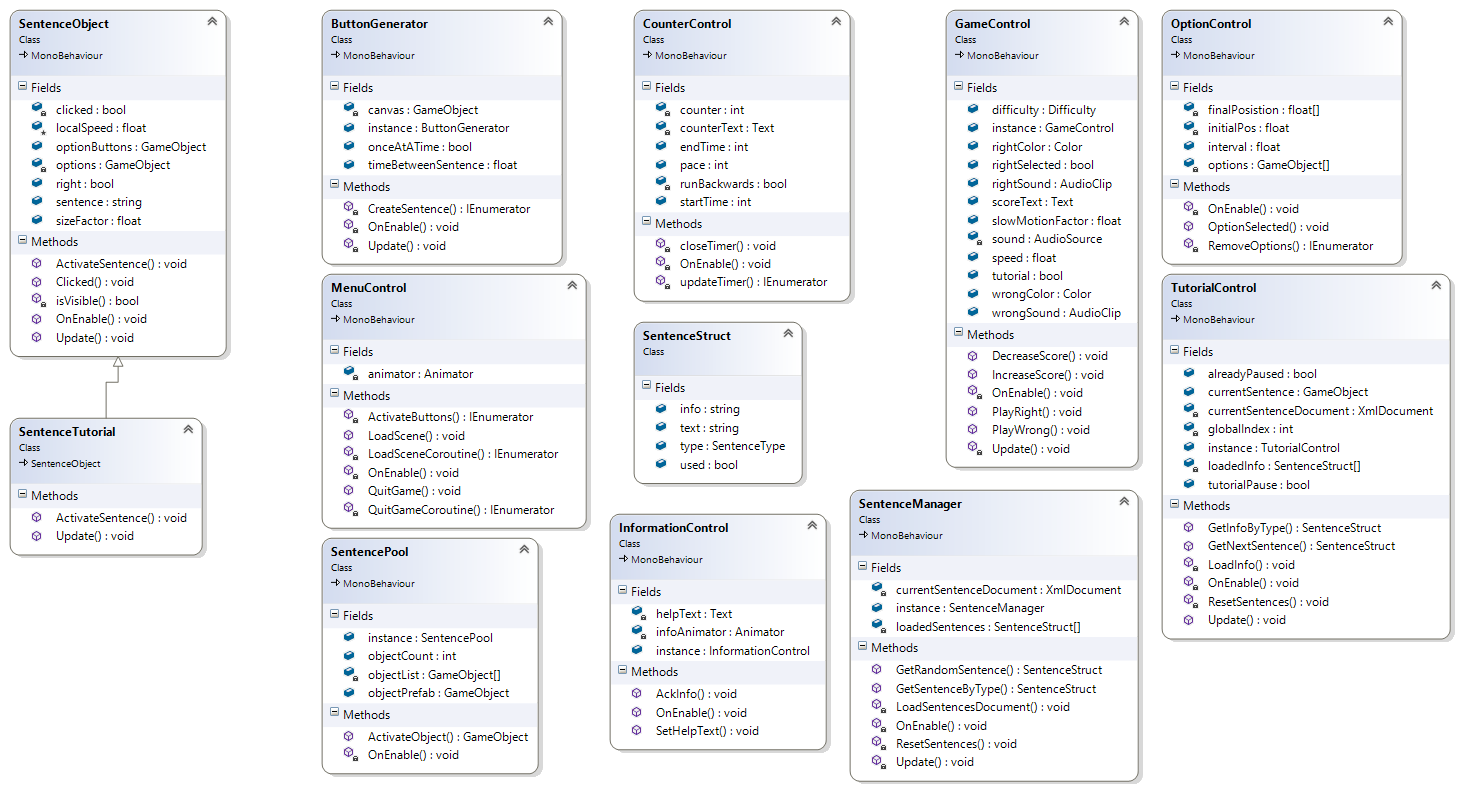 SentenceObject
Class
MonoBehaviour
Fields
clicked : bool
localSpeed : float
optionButtons : GameObject
options : GameObject
right : bool
sentence : string
sizeFactor : float
Methods
ActivateSentence() : void
Clicked() : void
isVisible() : bool
OnEnable() : void
Update() : void
SentenceTutorial
Class
SentenceObject
Methods
ActivateSentence() : void
Update() : void
ButtonGenerator
Class
MonoBehaviour
Fields
canvas : GameObject
instance : ButtonGenerator
onceAtATime : bool
timeBetweenSentence : float
Methods
CreateSentence() : IEnumerator
OnEnable() : void
Update() : void
MenuControl
Class
MonoBehaviour
Fields
animator : Animator
Methods
ActivateButtons() : IEnumerator
LoadScene() : void
LoadSceneCoroutine() : IEnumerator
OnEnable() : void
QuitGame() : void
QuitGameCoroutine() : IEnumerator
SentencePool
Class
MonoBehaviour
Fields
instance : SentencePool
objectCount : int
objectList : GameObject[]
objectPrefab : GameObject
Methods
ActivateObject() : GameObject
OnEnable() : void
CounterControl
Class
MonoBehaviour
Fields
counter : int
counterText : Text
endTime : int
pace : int
runBackwards : bool
startTime : int
Methods
closeTimer() : void
OnEnable() : void
updateTimer() : IEnumerator
SentenceStruct
Class
Fields
info : string
text : string
type : SentenceType
used : bool
InformationControl
Class
MonoBehaviour
Fields
helpText : Text
infoAnimator : Animator
instance : InformationControl
Methods
AckInfo() : void
OnEnable() : void
SetHelpText() : void
GameControl
Class
MonoBehaviour
Fields
difficulty : Difficulty
instance : GameControl
rightColor : Color
rightSelected : bool
rightSound : AudioClip
scoreText : Text
slowMotionFactor : float
sound : AudioSource
speed : float
tutorial : bool
wrongColor : Color
wrongSound : AudioClip
Methods
DecreaseScore() : void
IncreaseScore() : void
OnEnable() : void
PlayRight() : void
PlayWrong() : void
Update() : void
SentenceManager
Class
MonoBehaviour
Fields
currentSentenceDocument : XmlDocument
instance : SentenceManager
loadedSentences : SentenceStruct[]
Methods
GetRandomSentence() : SentenceStruct
GetSentenceByType() : SentenceStruct
LoadSentencesDocument() : void
OnEnable() : void
ResetSentences() : void
Update() : void
OptionControl
Class
MonoBehaviour
Fields
finalPosistion : float[]
initialPos : float
interval : float
options : GameObject[]
Methods
OnEnable() : void
OptionSelected() : void
RemoveOptions() : IEnumerator
TutorialControl
Class
MonoBehaviour
Fields
alreadyPaused : bool
currentSentence : GameObject
currentSentenceDocument : XmlDocument
globalIndex : int
instance : TutorialControl
loadedInfo : SentenceStruct[]
tutorialPause : bool
Methods
GetInfoByType() : SentenceStruct
GetNextSentence() : SentenceStruct
LoadInfo() : void
OnEnable() : void
ResetSentences() : void
Update() : void